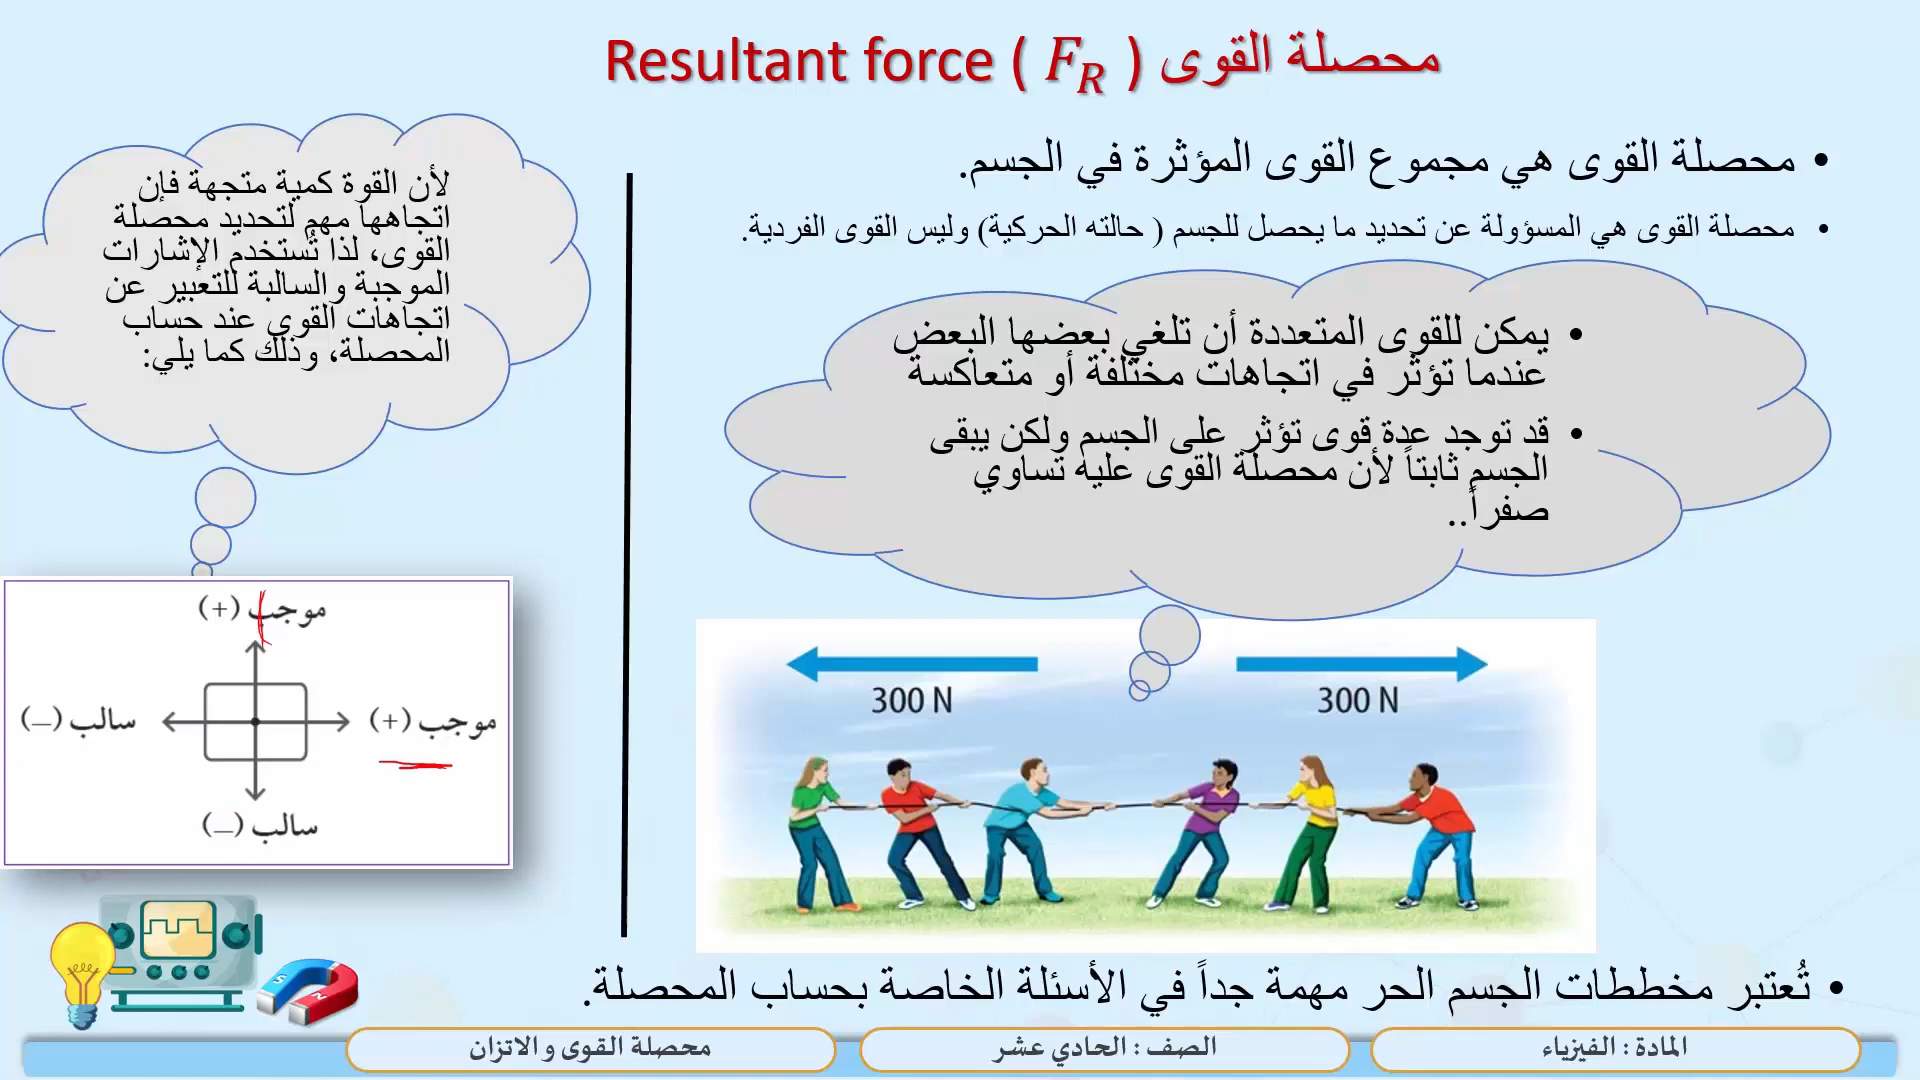 محصلة القوى ( F_R ) Resultant force
• محصلة القوى هي مجموع القوى المؤثرة في الجسم.
• محصلة القوى هي المسؤولة عن تحديد ما يحصل للجسم ( حالته الحركية) وليس القوى الفردية.
• يمكن للقوى المتعددة أن تلغي بعضها البعض
عندما تؤثر في اتجاهات مختلفة أو متعاكسة
• قد توجد عدة قوى تؤثر على الجسم ولكن يبقى
الجسم ثابتاً لأن محصلة القوى عليه تساوي
صفراً..
300 N
300 N
لأن القوة كمية متجهة فإن
اتجاهها مهم لتحديد محصلة
القوى، لذا تُستخدم الإشارات
الموجبة والسالبة للتعبير عن
اتجاهات القوى عند حساب
المحصلة، وذلك كما يلي:
موجب (+)
موجب (+)
سالب (–)
سالب (–)
S
N
• تُعتبر مخططات الجسم الحر مهمة جداً في الأسئلة الخاصة بحساب المحصلة.
المادة : الفيزياء
الصف : الحادي عشر
محصلة القوى و الاتزان